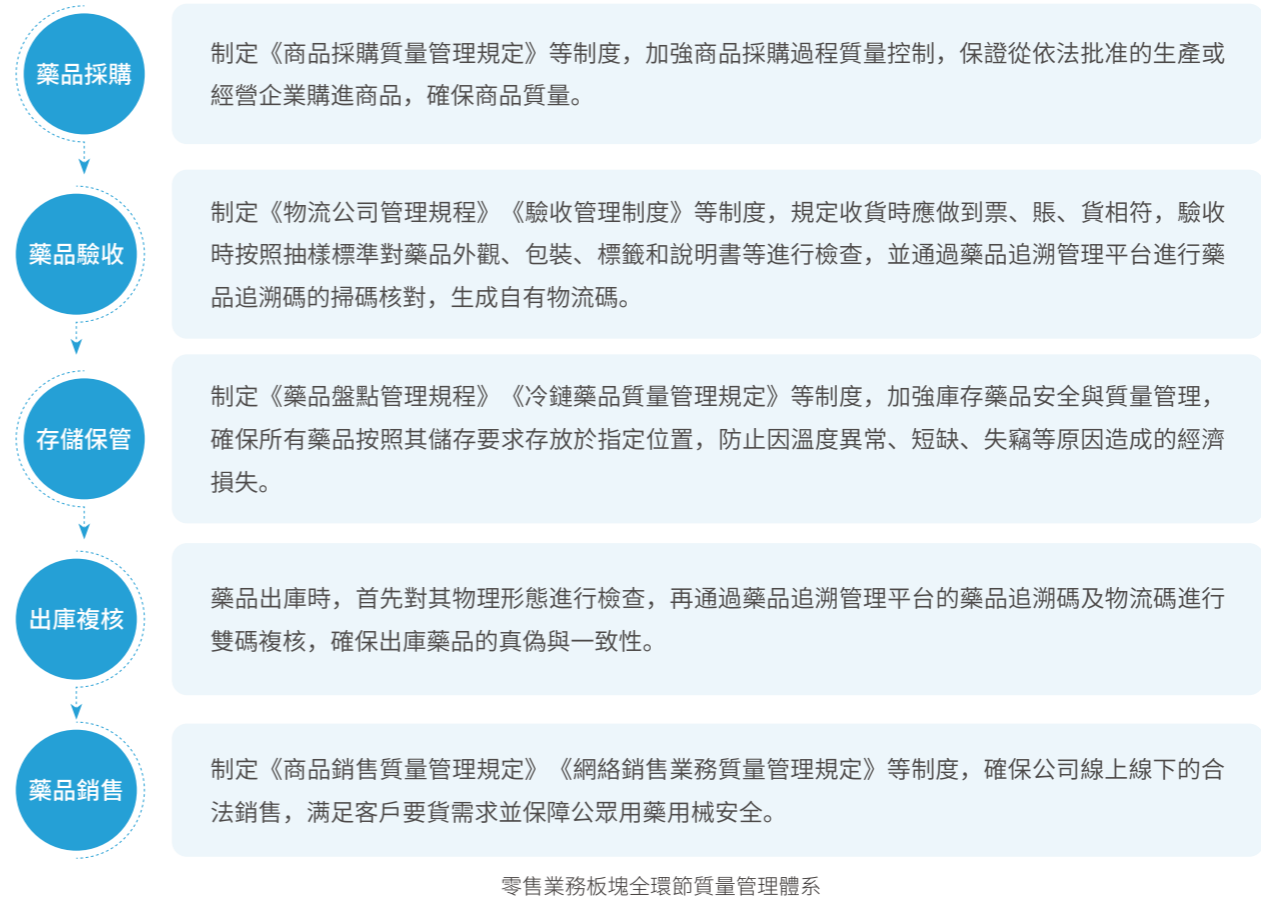 藥品採購
制定《商品採購質量管理規定》等制度，加強商品採購過程質量控制，保證從依法批准的生產或
經營企業購進商品，確保商品質量。
藥品驗收
制定《物流公司管理規程》《驗收管理制度》等制度，規定收貨時應做到票、賬、貨相符，驗收
時按照抽樣標準對藥品外觀、包裝、標籤和說明書等進行檢查，並通過藥品追溯管理平台進行藥
品追溯碼的掃碼核對，生成自有物流碼。
存儲保管
制定《藥品盤點管理規程》《冷鏈藥品質量管理規定》等制度，加強庫存藥品安全與質量管理，
確保所有藥品按照其儲存要求存放於指定位置，防止因溫度異常、短缺、失竊等原因造成的經濟
損失。
出庫複核
藥品出庫時，首先對其物理形態進行檢查，再通過藥品追溯管理平台的藥品追溯碼及物流碼進行
雙碼複核，確保出庫藥品的真偽與一致性。
藥品銷售
制定《商品銷售質量管理規定》《網絡銷售業務質量管理規定》等制度，確保公司線上線下的合
法銷售，满足客戶要貨需求並保障公眾用藥用械安全。
零售業務板塊全環節質量管理體系